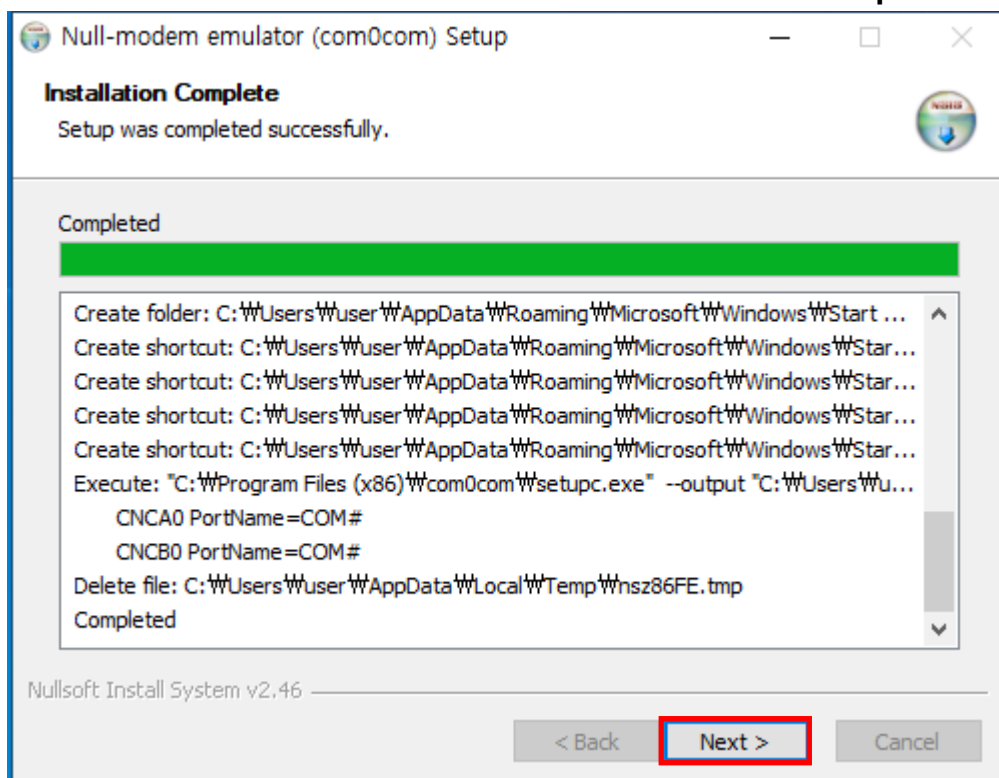 Null-modem emulator (com0com) Setup
Installation Complete
Setup was completed successfully.
Completed
Create folder: C:₩Users₩user₩AppData₩Roaming₩Microsoft₩Windows₩Start ...
Create shortcut: C:₩Users₩user₩AppData₩Roaming₩Microsoft₩Windows₩Star...
Create shortcut: C:₩Users₩user₩AppData₩Roaming₩Microsoft₩Windows₩Star...
Create shortcut: C:₩Users₩user₩AppData₩Roaming₩Microsoft₩Windows₩Star...
Create shortcut: C:₩Users₩user₩AppData₩Roaming₩Microsoft₩Windows₩Star...
Execute: "C:₩Program Files (x86)₩com0com₩setupc.exe" --output "C:₩Users₩u...
CNCA0 PortName=COM#
CNCB0 PortName=COM#
Delete file: C:₩Users₩user₩AppData₩Local₩Temp₩nsz86FE.tmp
Completed
Nullsoft Install System v2.46
< Back Next > Cancel